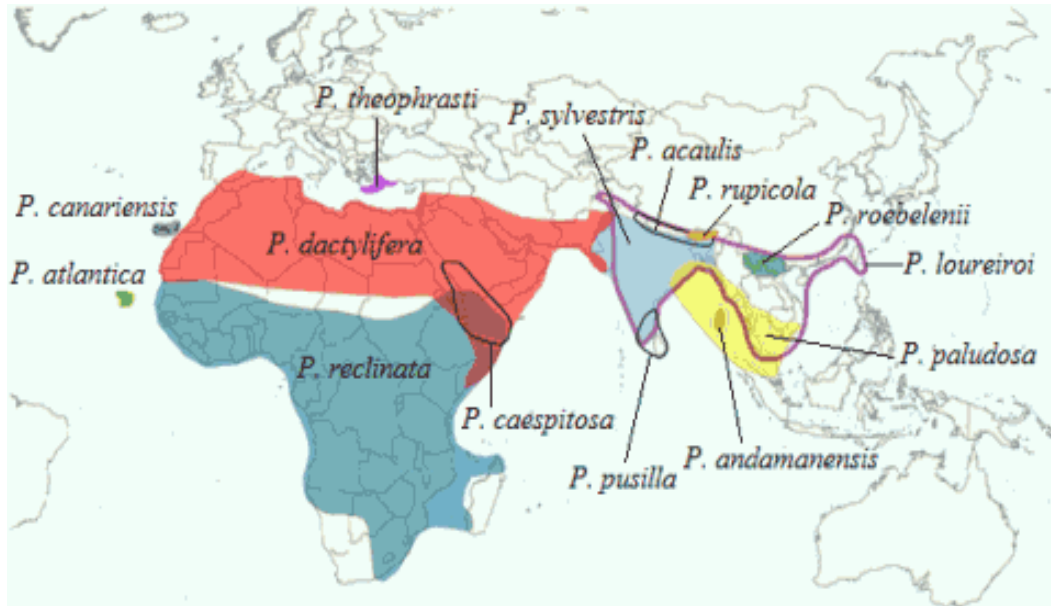 P. theophrasti
P. sylvestris
P. acaulis
P. rupicola
P. canariensis
P. roebelenii
P. dactylifera
P. loureiroi
P. atlantica
P. reclinata
P. paludosa
P. caespitosa
P. andamanensis
P. pusilla